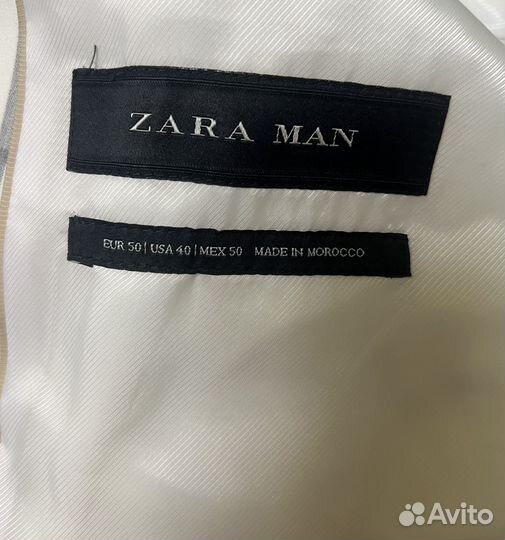 ZARA MAN
EUR 50 | USA 40 | MEX 50 MADE IN MOROCCO
Avito